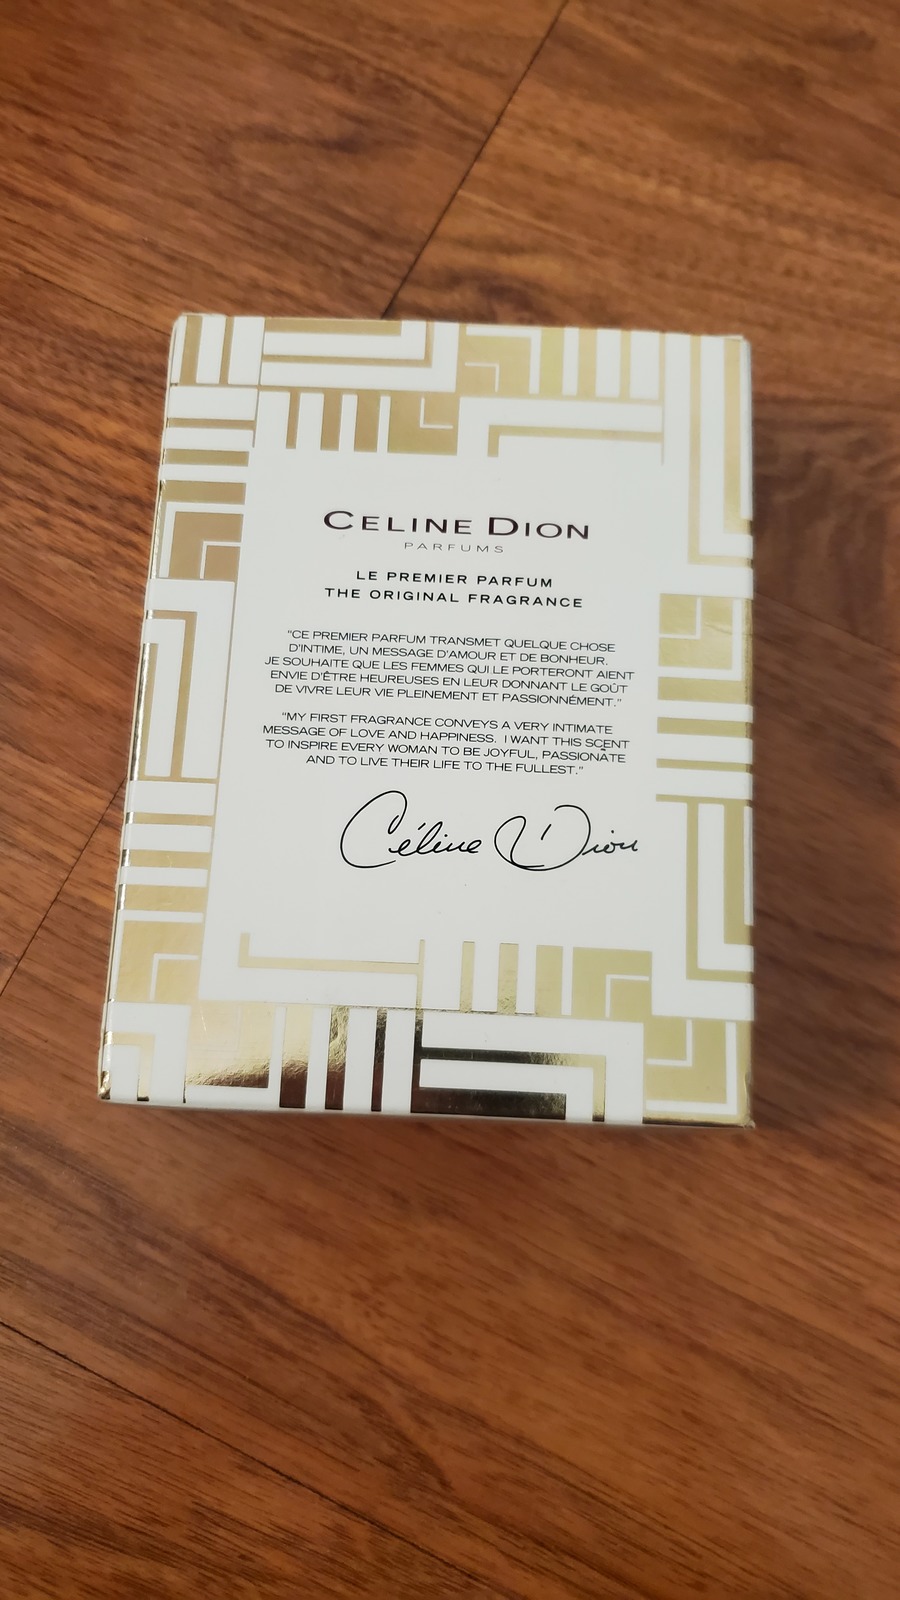 CELINE DION
PARFUMS
LE PREMIER PARFUM
THE ORIGINAL FRAGRANCE
"CE PREMIER PARFUM TRANSMET QUELQUE CHOSE
D'INTIME, UN MESSAGE D'AMOUR ET DE BONHEUR.
JE SOUHAITE QUE LES FEMMES QUI LE PORTERONT AIENT
ENVIE D'ÊTRE HEUREUSES EN LEUR DONNANT LE GOÛT
DE VIVRE LEUR VIE PLEINEMENT ET PASSIONNÉMENT."
"MY FIRST FRAGRANCE CONVEYS A VERY INTIMATE
MESSAGE OF LOVE AND HAPPINESS. I WANT THIS SCENT
TO INSPIRE EVERY WOMAN TO BE JOYFUL, PASSIONATE
AND TO LIVE THEIR LIFE TO THE FULLEST."
Céline Dion